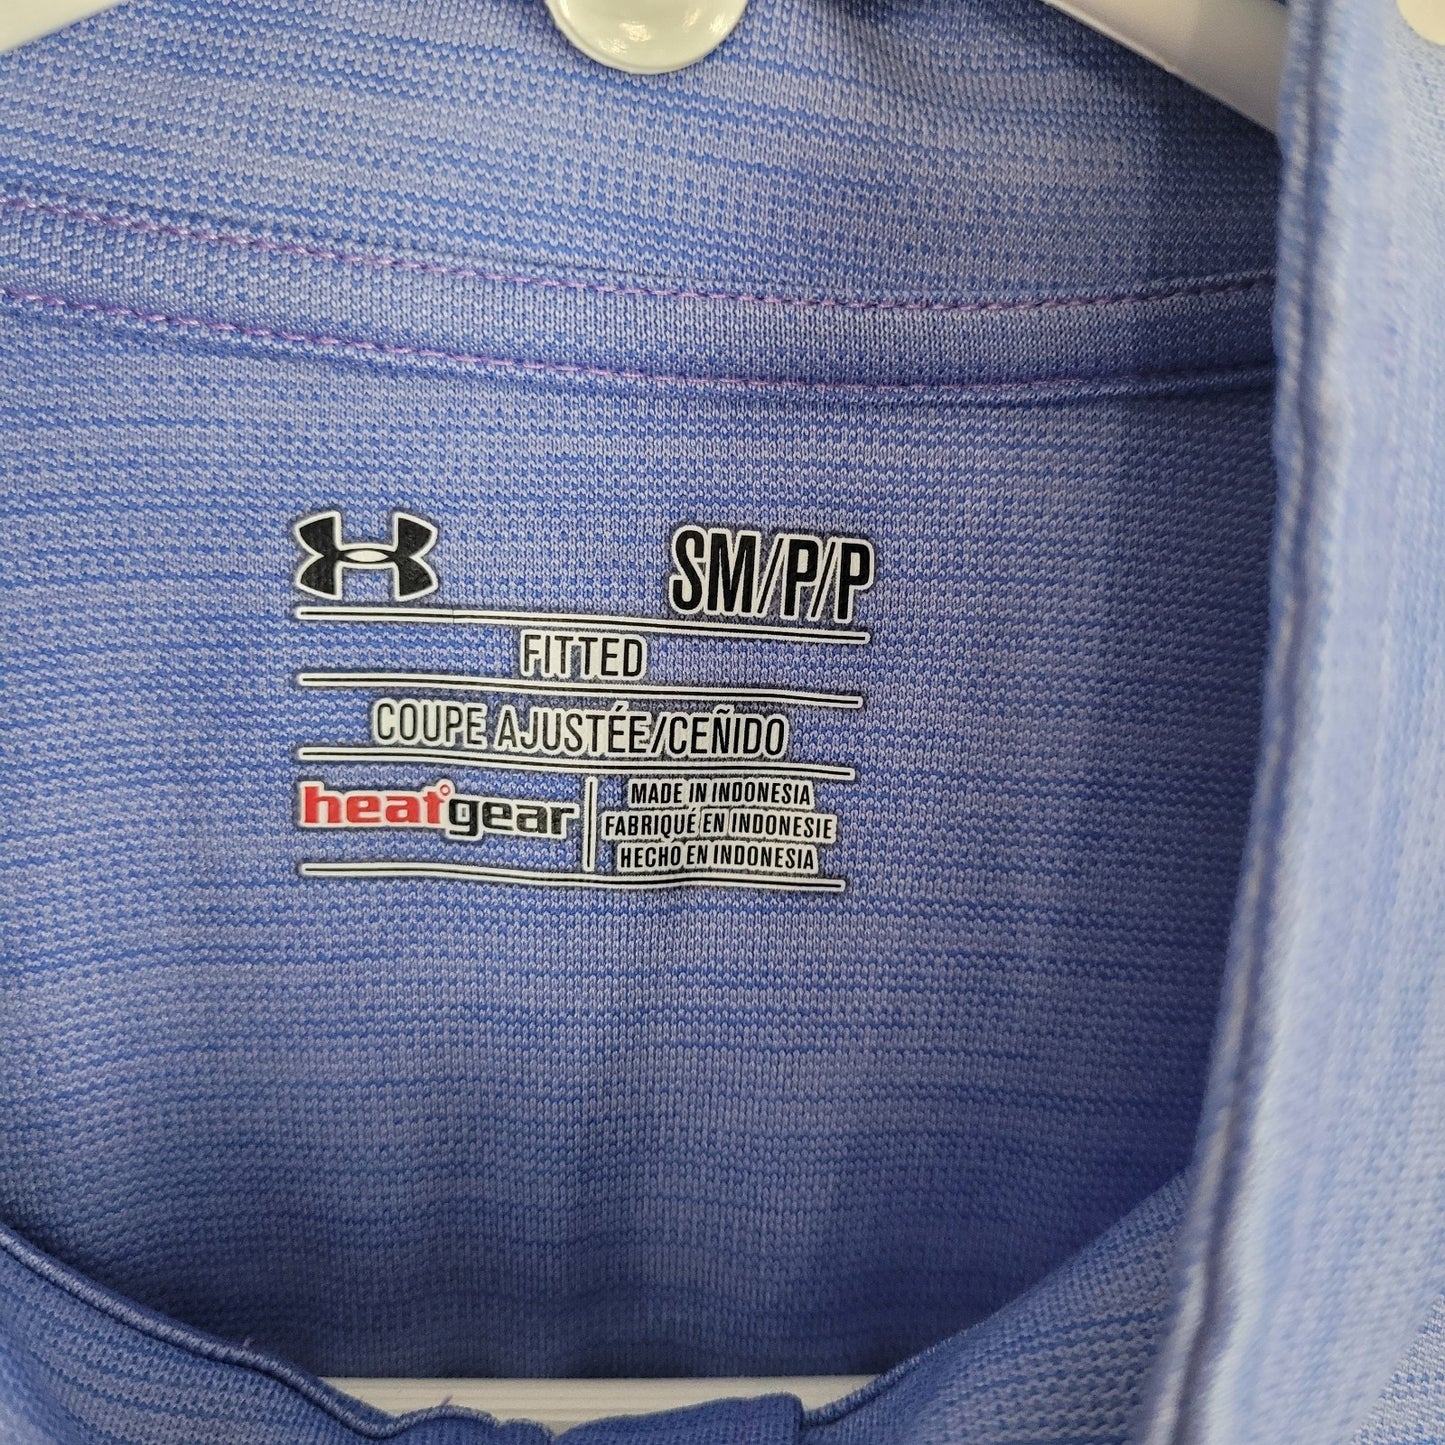 SM/P/P
FITTED
COUPE AJUSTÉE/CEÑIDO
heatgear
MADE IN INDONESIA
FABRIQUÉ EN INDONESIE
HECHO EN INDONESIA